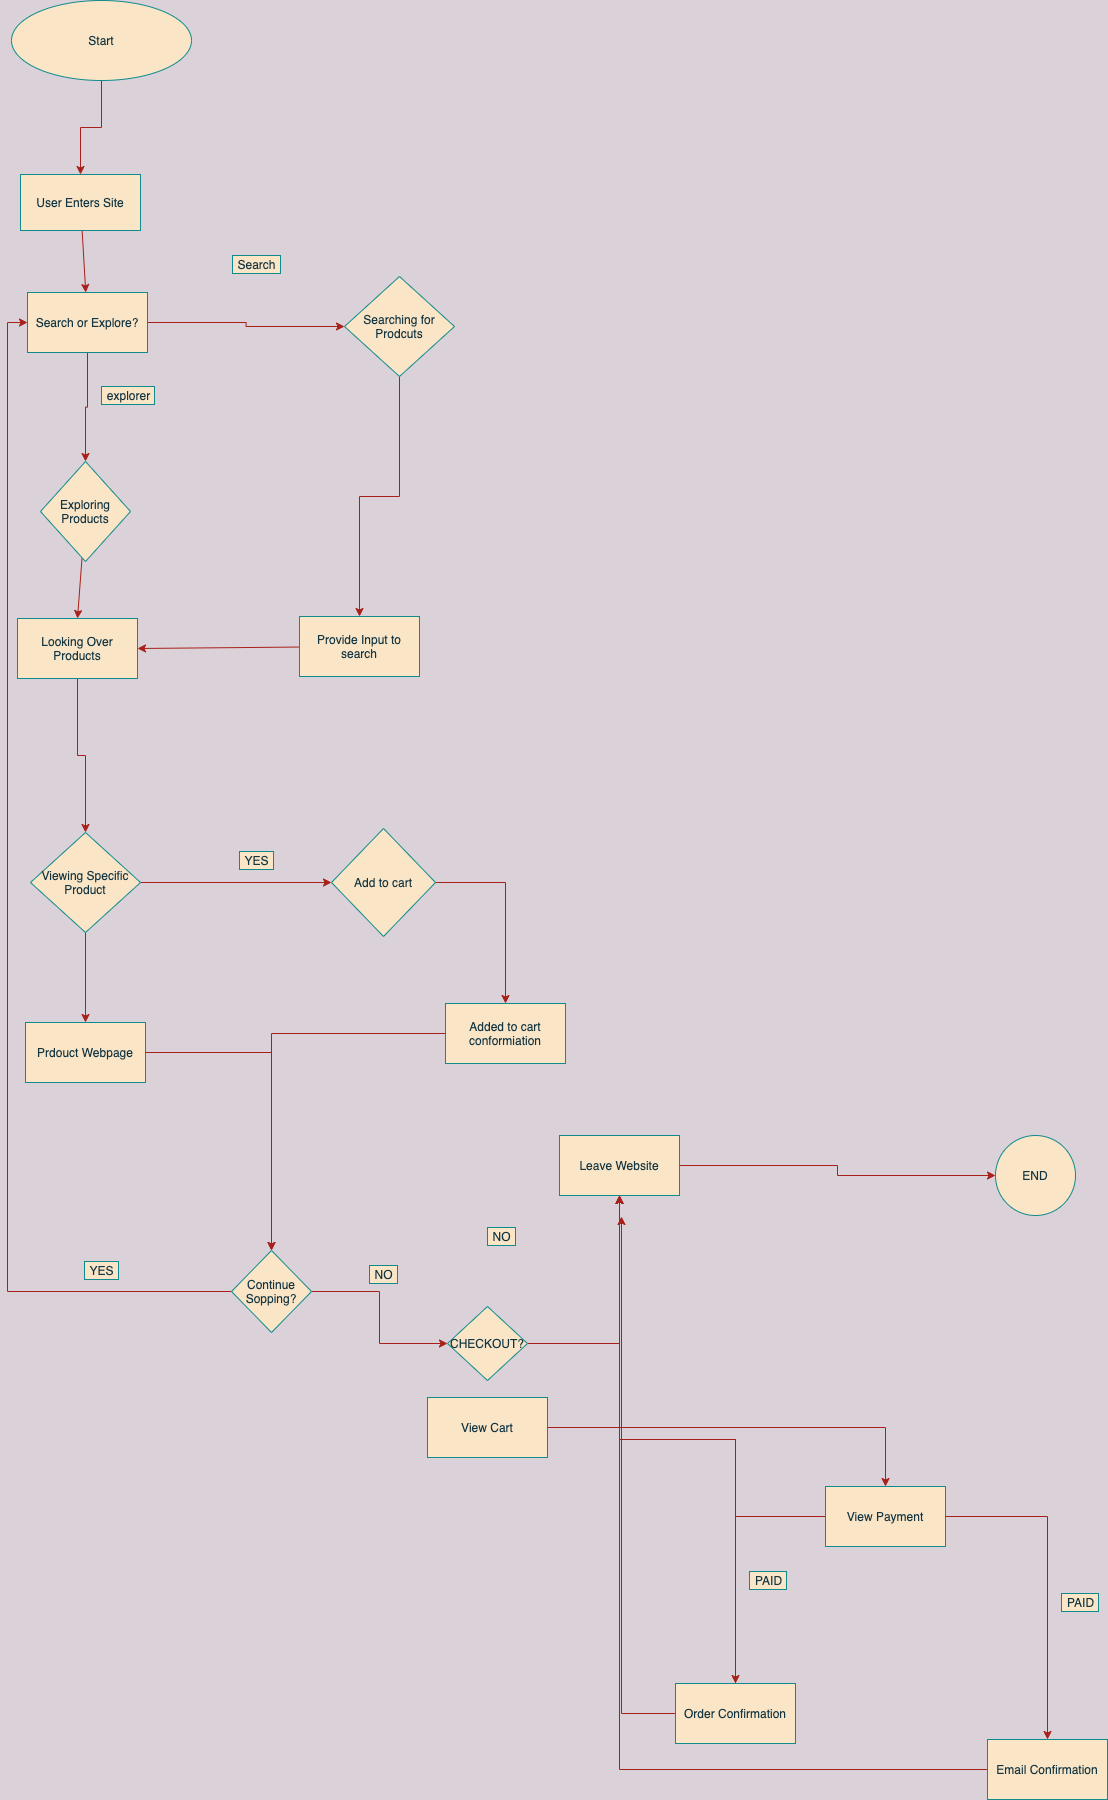 Start
User Enters Site
Search
Search or Explore?
Searching for
Prodcuts
explorer
Exploring
Products
Looking Over
Products
Provide Input to
search
YES
Viewing Specific
Product
Add to cart
Added to cart
conformiation
Prdouct Webpage
Leave Website
END
NO
YES
NO
Continue
Sopping?
CHECKOUT?
View Cart
View Payment
PAID
PAID
Order Confirmation
Email Confirmation